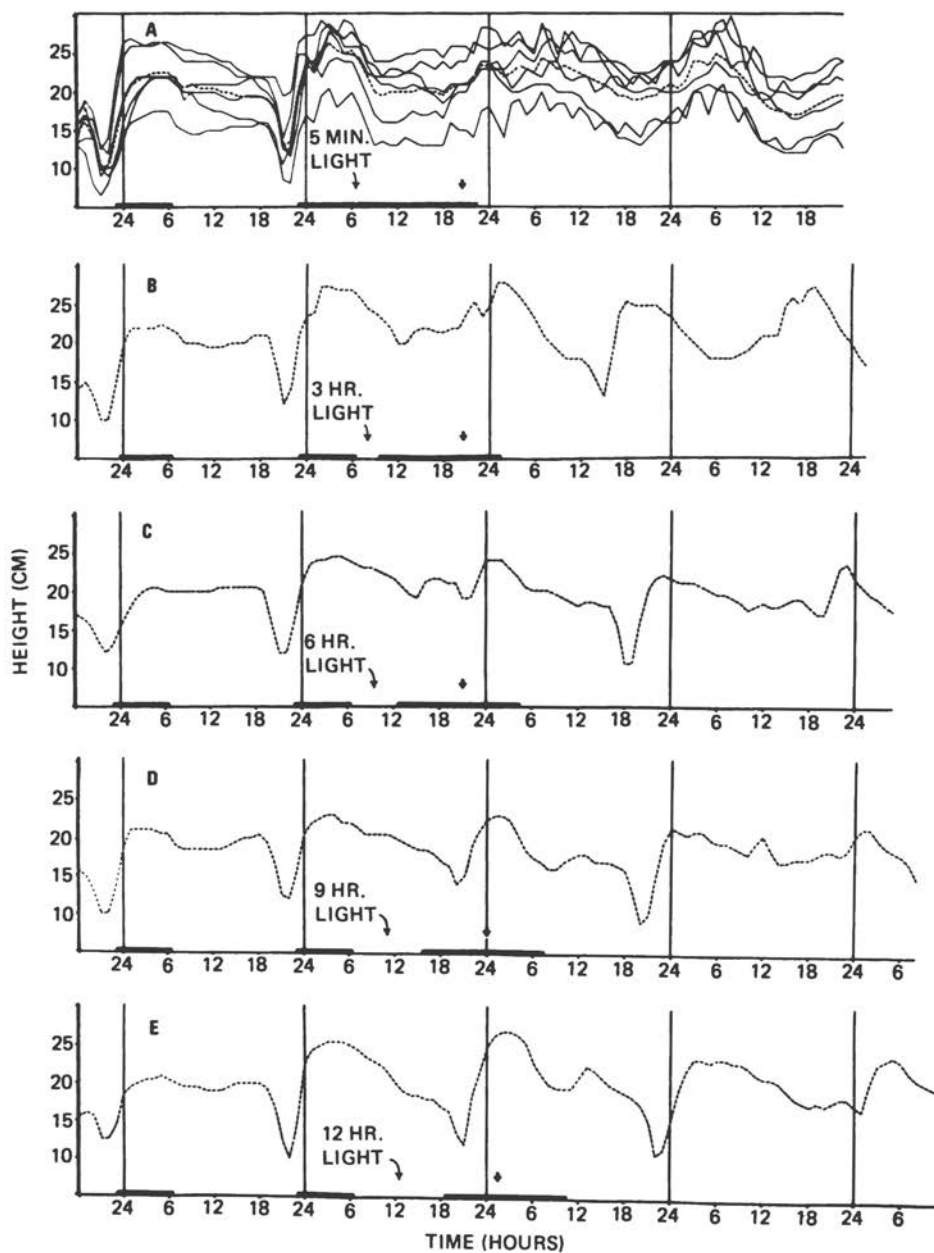 A
25
20
15
10
5 MIN.
LIGHT
24 6 12 18 24 6 12 18 24 6 12 18 24 6 12 18
B
25
20
15
10
3 HR.
LIGHT
24 6 12 18 24 6 12 18 24 6 12 18 24 6 12 18 24
C
25
20
15
10
6 HR.
LIGHT
24 6 12 18 24 6 12 18 24 6 12 18 24 6 12 18 24
HEIGHT (CM)
D
25
20
15
10
9 HR.
LIGHT
24 6 12 18 24 6 12 18 24 6 12 18 24 6 12 18 24 6
E
25
20
15
10
12 HR.
LIGHT
24 6 12 18 24 6 12 18 24 6 12 18 24 6 12 18 24 6
TIME (HOURS)